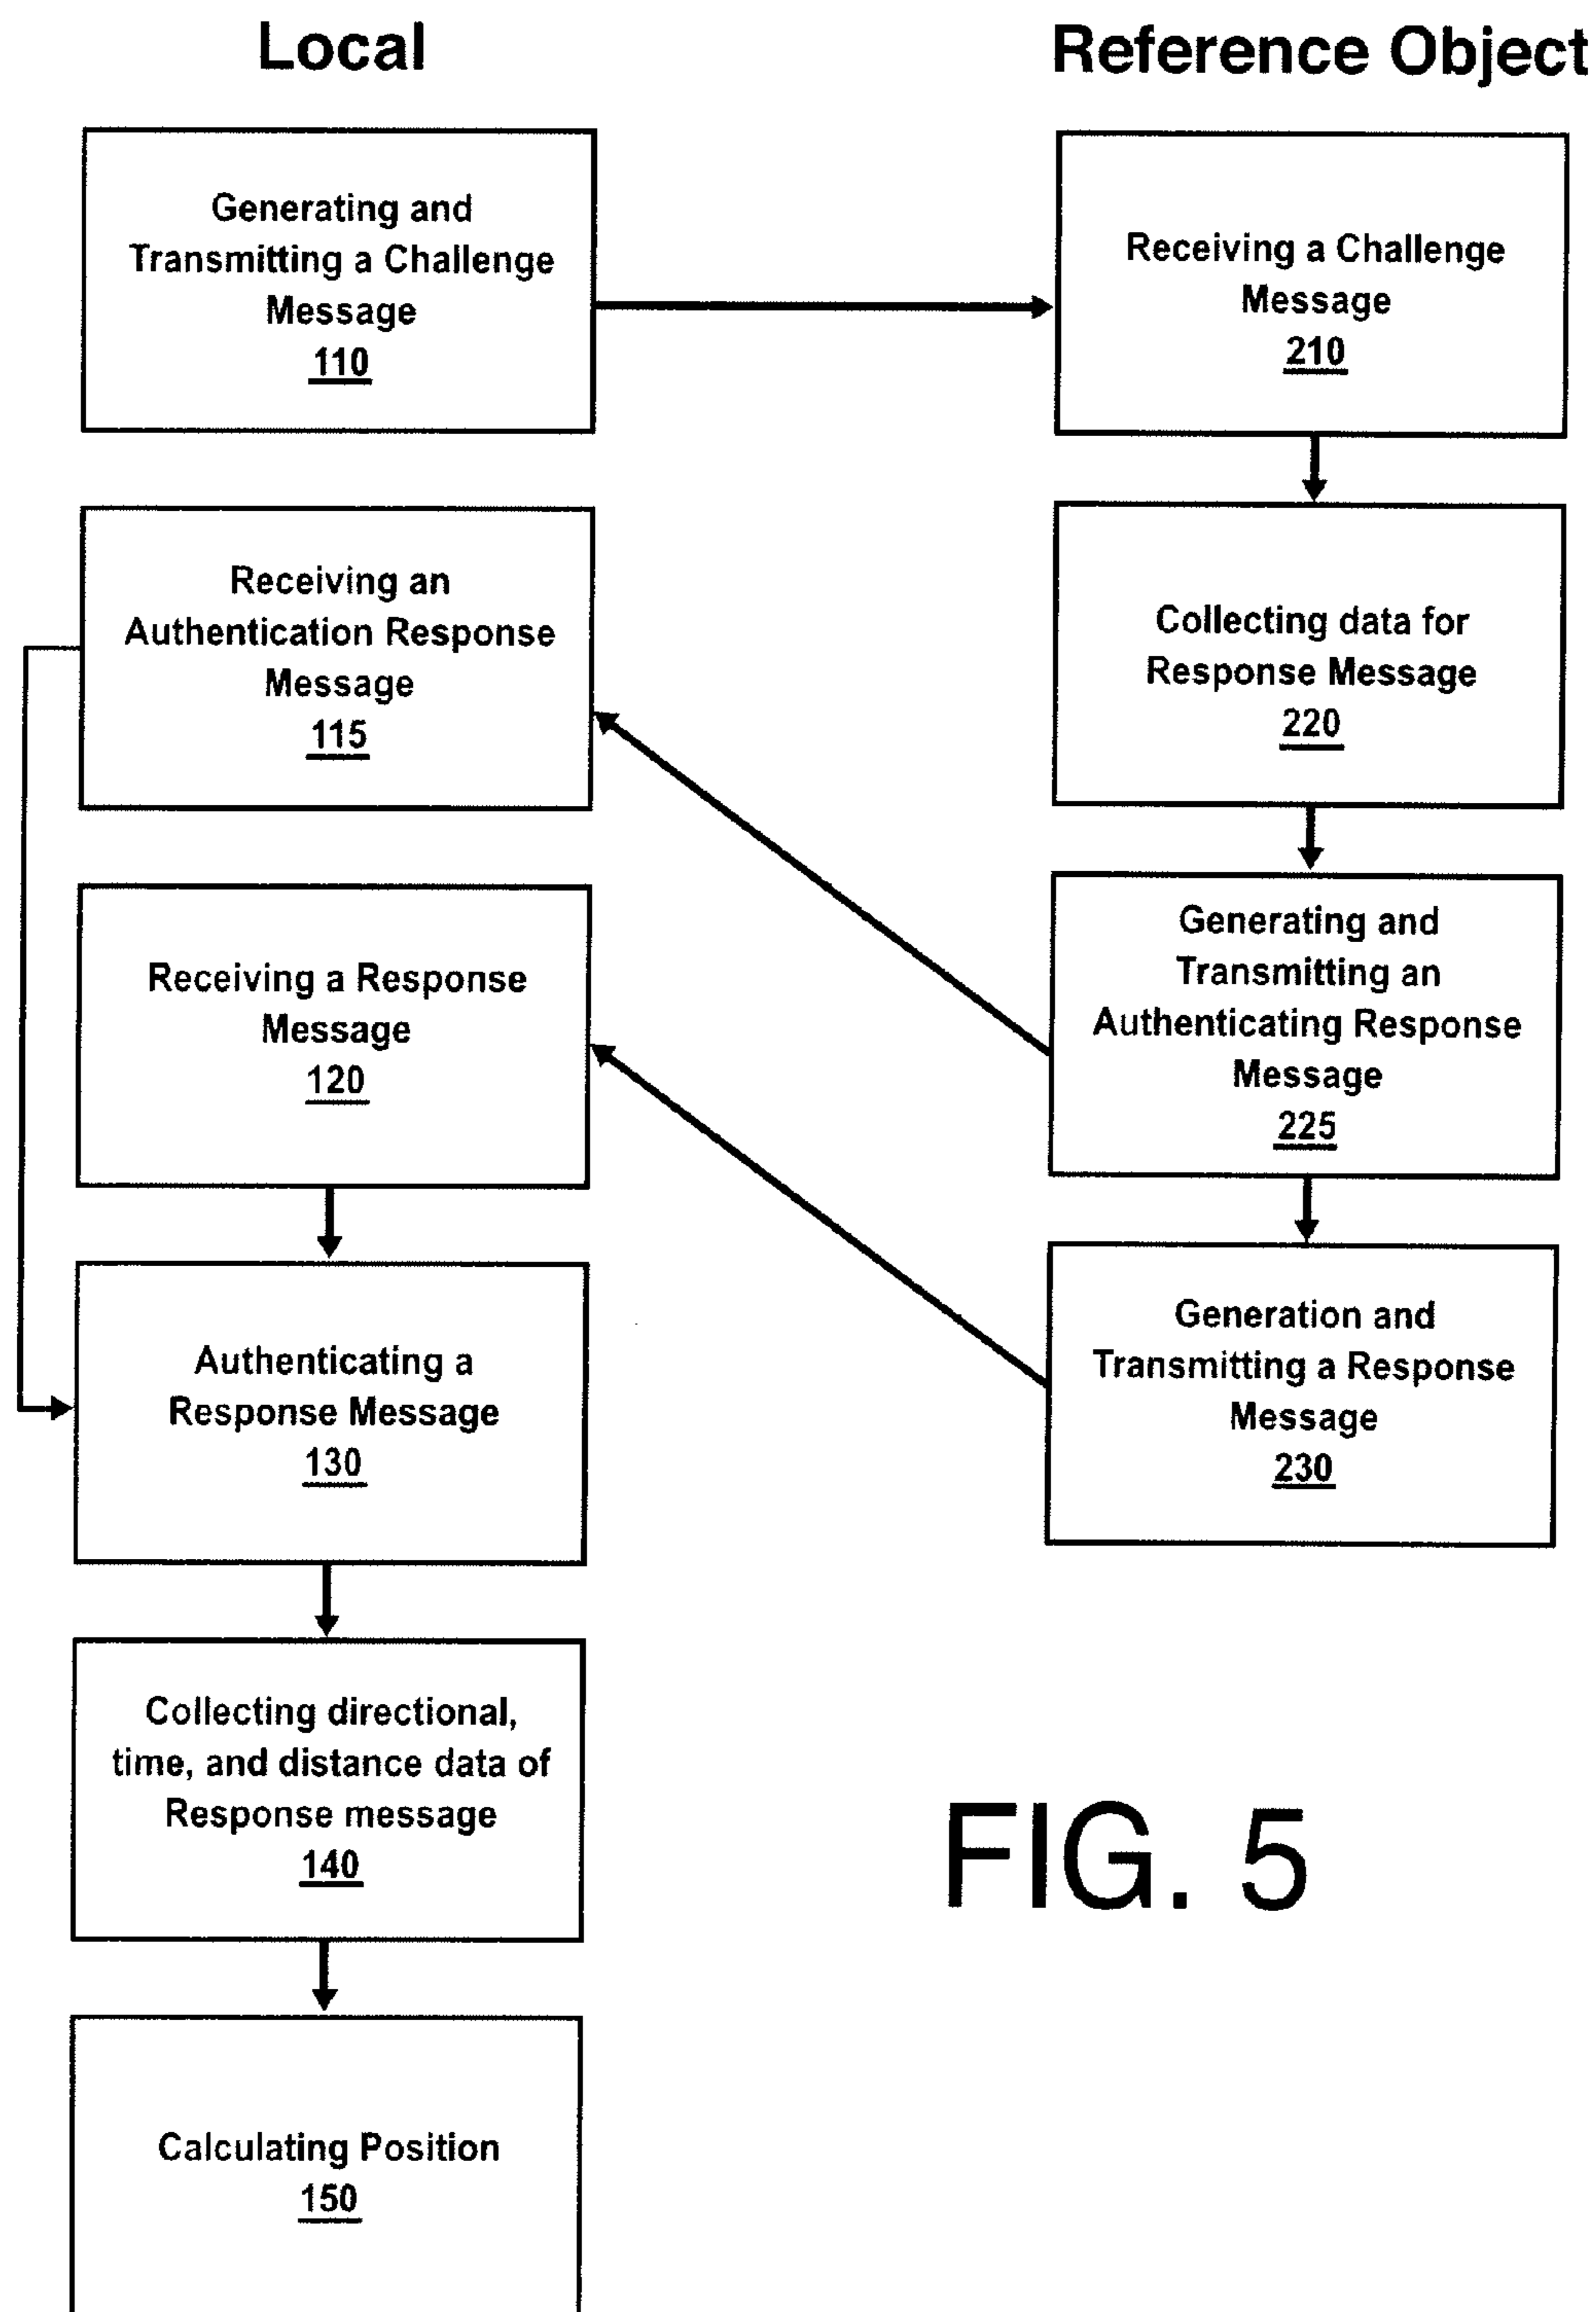 Local
Reference Object
Generating and
Transmitting a Challenge
Message
110
Receiving a Challenge
Message
210
Receiving an
Authentication Response
Message
115
Collecting data for
Response Message
220
Receiving a Response
Message
120
Generating and
Transmitting an
Authenticating Response
Message
225
Authenticating a
Response Message
130
Generation and
Transmitting a Response
Message
230
Collecting directional,
time, and distance data of
Response message
140
Calculating Position
150
FIG. 5